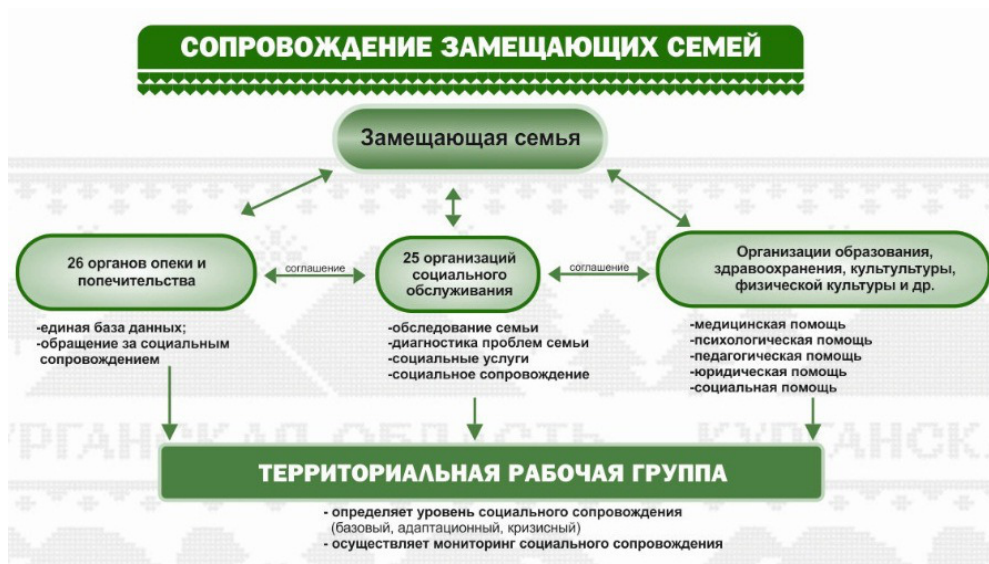 СОПРОВОЖДЕНИЕ ЗАМЕЩАЮЩИХ СЕМЕЙ
Замещающая семья
26 органов опеки и
попечительства
соглашение
25 организаций
социального
обслуживания
соглашение
Организации образования,
здравоохранения, культультуры,
физической культуры и др.
-единая база данных;
-обращение за социальным
сопровождением
-обследование семьи
-диагностика проблем семьи
-социальные услуги
-социальное сопровождение
-медицинская помощь
-психологическая помощь
-педагогическая помощь
-юридическая помощь
-социальная помощь
УРГАНСКАЯ ОБЛАСТЬ КУРГАНСК
ТЕРРИТОРИАЛЬНАЯ РАБОЧАЯ ГРУППА
- определяет уровень социального сопровождения
(базовый, адаптационный, кризисный)
- осуществляет мониторинг социального сопровождения